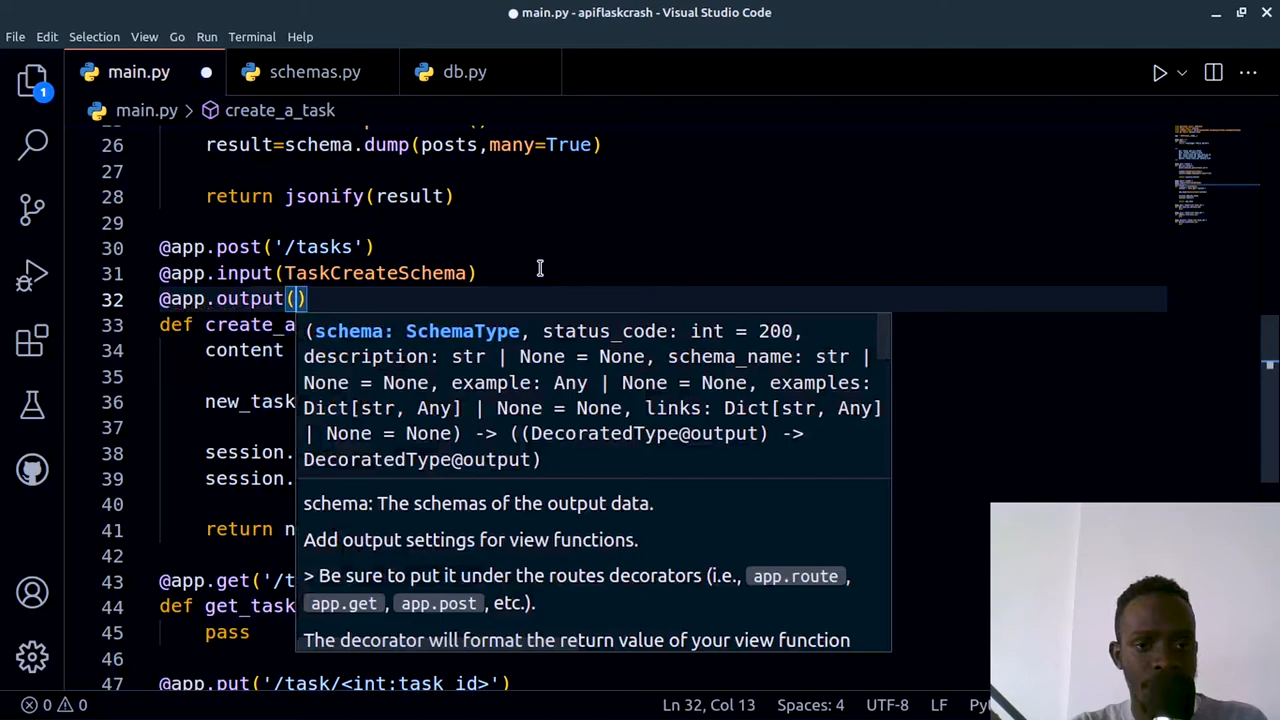 main.py - apiflaskcrash - Visual Studio Code
File Edit Selection View Go Run Terminal Help
main.py schemas.py db.py
main.py > create_a_task
26 result=schema.dump(posts,many=True)
27
28 return jsonify(result)
29
30 @app.post('/tasks')
31 @app.input(TaskCreateSchema)
32 @app.output()
33 def create_a
34 content
35
36 new_task
37
38 session.
39 session.
40
41 return n
42
43 @app.get('/t
44 def get_task
45 pass
46
47 @app.put('/task/<int:task_id>')
(schema: SchemaType, status_code: int = 200,
description: str | None = None, schema_name: str |
None = None, example: Any | None = None, examples:
Dict[str, Any] | None = None, links: Dict[str, Any]
| None = None) -> ((DecoratedType@output) ->
DecoratedType@output)
schema: The schemas of the output data.
Add output settings for view functions.
> Be sure to put it under the routes decorators (i.e., app.route,
app.get, app.post, etc.).
The decorator will format the return value of your view function
1
0 0 Ln 32, Col 13 Spaces: 4 UTF-8 LF